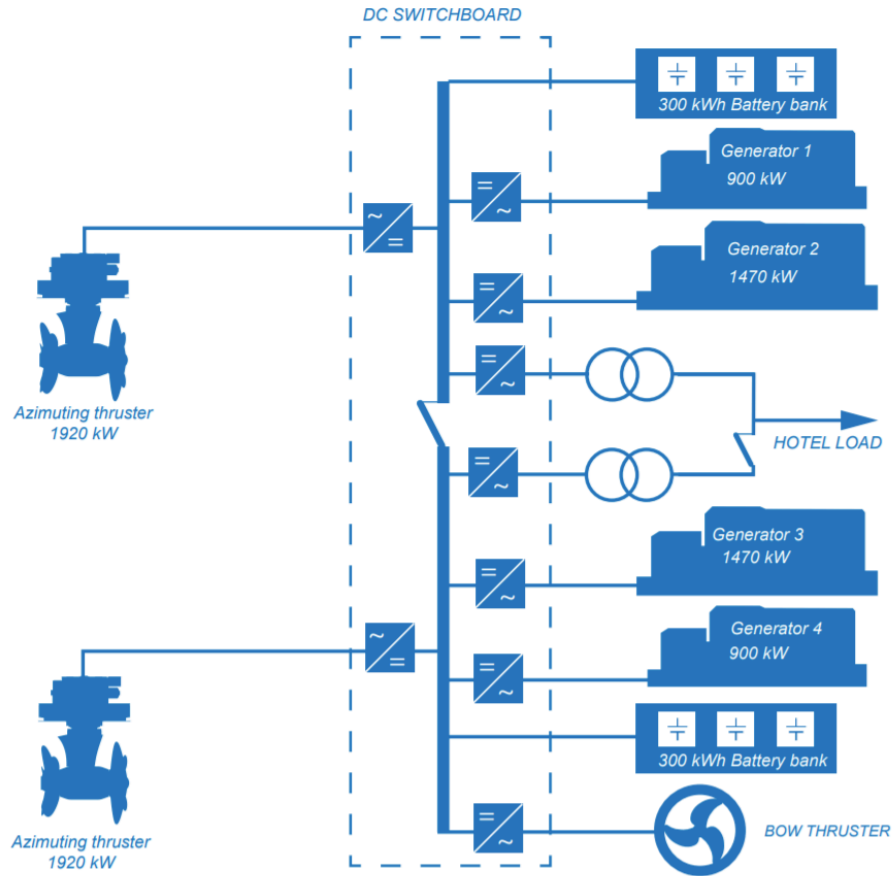 DC SWITCHBOARD
300 kWh Battery bank
Generator 1
900 kW
Generator 2
1470 kW
Azimuting thruster
1920 kW
HOTEL LOAD
Generator 3
1470 kW
Generator 4
900 kW
300 kWh Battery bank
BOW THRUSTER
Azimuting thruster
1920 kW